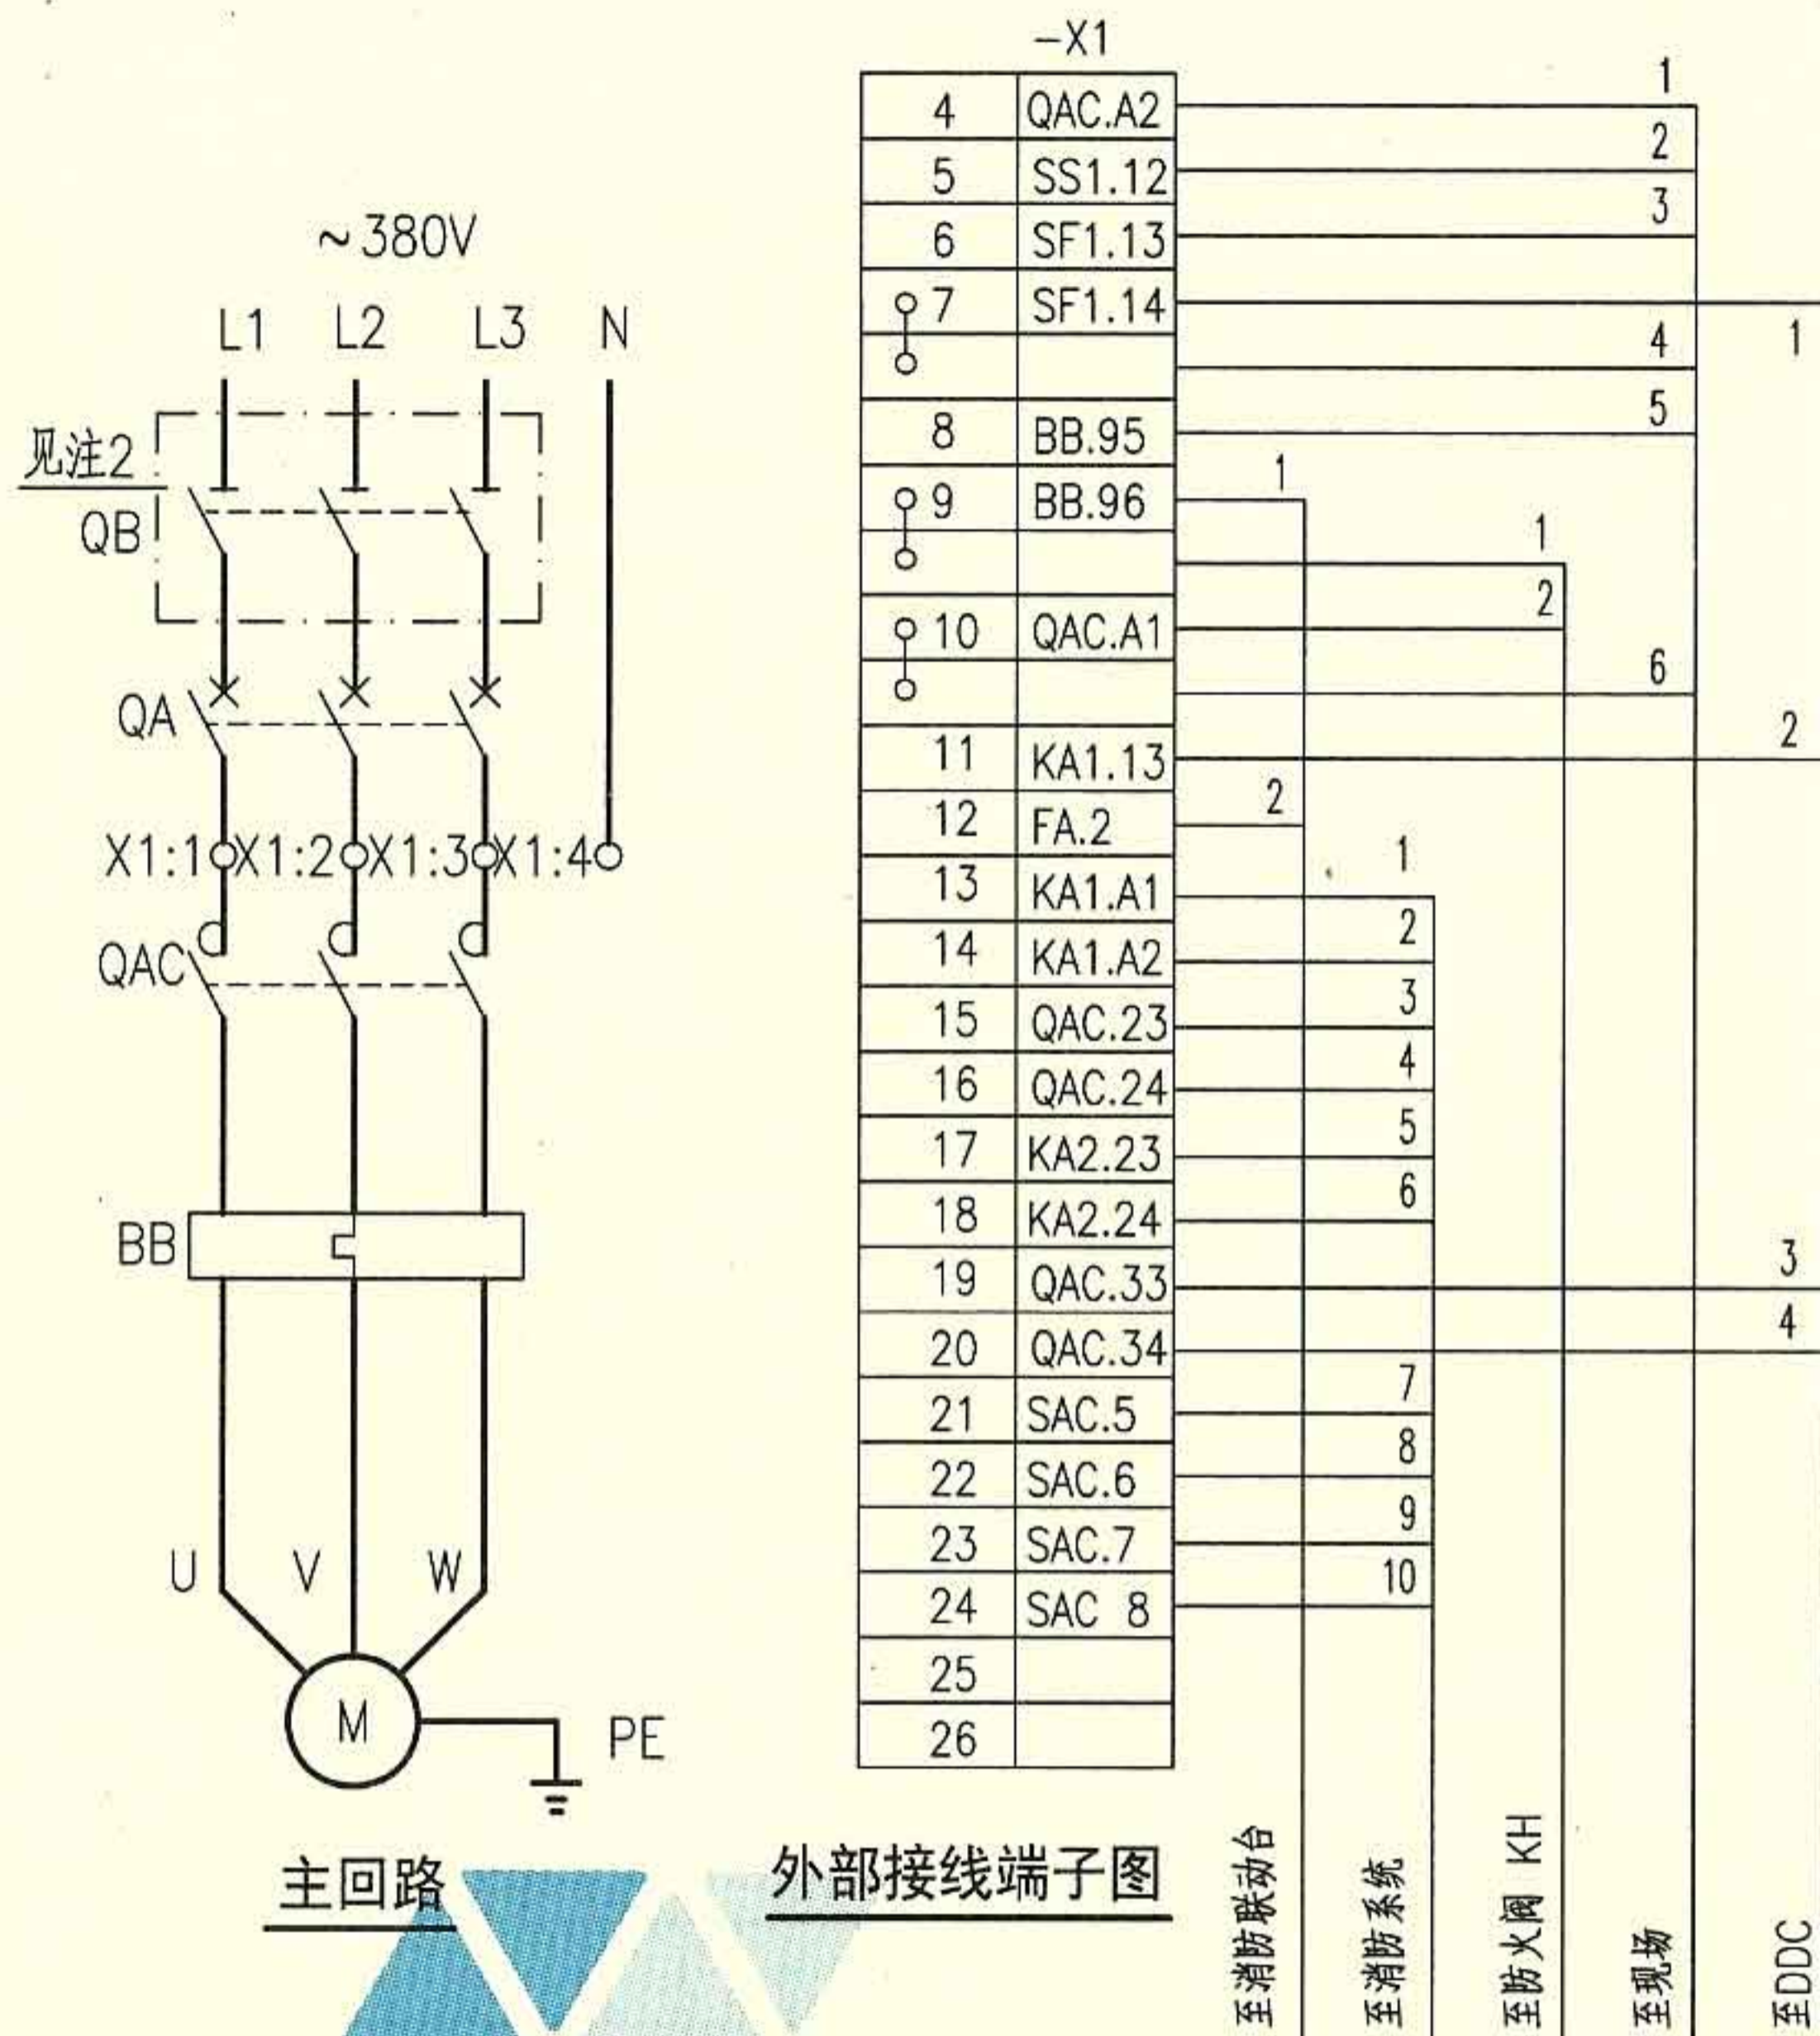 ~380V
L1 L2 L3 N
见注2
QB
QA
X1:1 X1:2 X1:3 X1:4
QAC
BB
U V W
M
PE
主回路
-X1
4 QAC.A2 1
5 SS1.12 2
6 SF1.13 3
7 SF1.14 1
4
8 BB.95 5
9 BB.96 1
1
10 QAC.A1 2
6
11 KA1.13 2
12 FA.2 2
13 KA1.A1 1
14 KA1.A2 2
15 QAC.23 3
16 QAC.24 4
17 KA2.23 5
18 KA2.24 6
19 QAC.33 3
20 QAC.34 4
21 SAC.5 7
22 SAC.6 8
23 SAC.7 9
24 SAC 8 10
25
26
外部接线端子图
至消防联动台
至消防系统
至防火阀 KH
至现场
至DDC